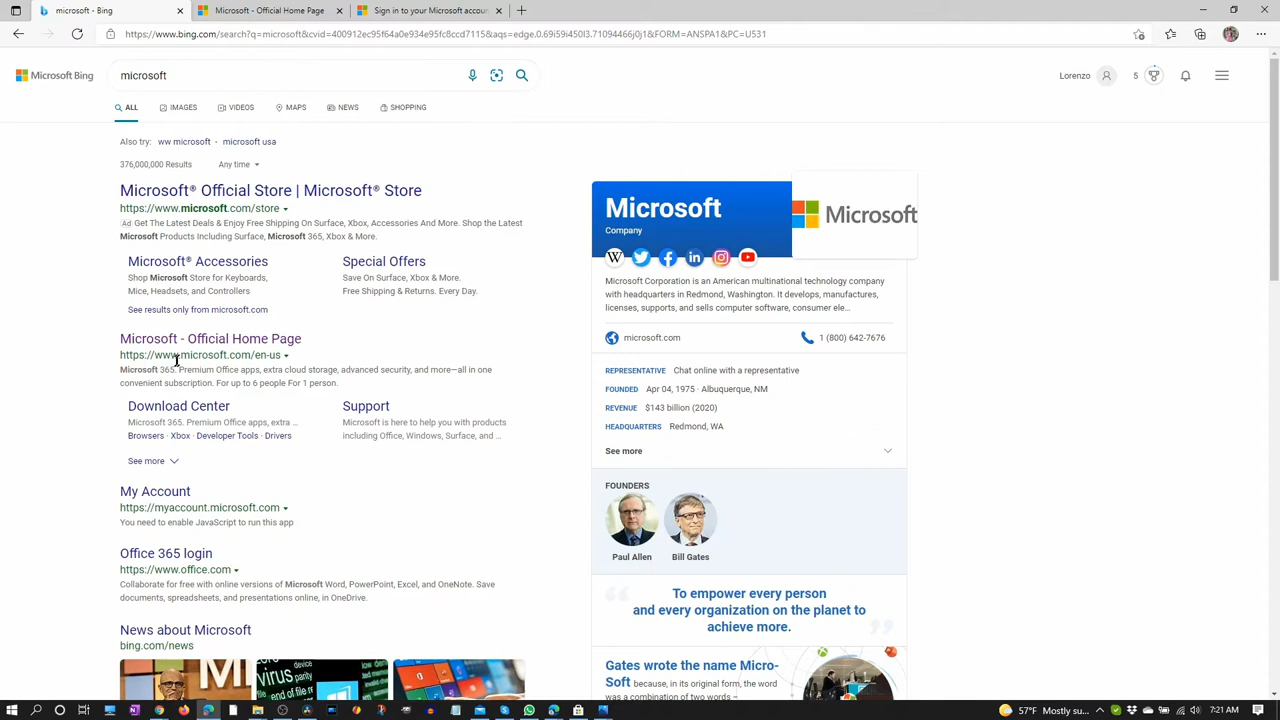 microsoft - Bing
Microsoft - Official Home Page
Sign in to your Microsoft accoun
https://www.bing.com/search?q=microsoft&cvid=400912ec95f64a0e934e95fc8ccd7115&aqs=edge.0.69i59i450l3.71094466j0j1&FORM=ANSPA1&PC=U531
Microsoft Bing
microsoft
Lorenzo
5
ALL
IMAGES
VIDEOS
MAPS
NEWS
SHOPPING
Also try: ww microsoft · microsoft usa
376,000,000 Results
Any time
Microsoft® Official Store | Microsoft® Store
https://www.microsoft.com/store
Ad Get The Latest Deals & Enjoy Free Shipping On Surface, Xbox, Accessories And More. Shop the Latest
Microsoft Products Including Surface, Microsoft 365, Xbox & More.
Microsoft® Accessories
Shop Microsoft Store for Keyboards,
Mice, Headsets, and Controllers
Special Offers
Save On Surface, Xbox & More.
Free Shipping & Returns. Every Day.
See results only from microsoft.com
Microsoft - Official Home Page
https://www.microsoft.com/en-us
Microsoft 365. Premium Office apps, extra cloud storage, advanced security, and more—all in one
convenient subscription. For up to 6 people For 1 person.
Download Center
Microsoft 365. Premium Office apps, extra ...
Browsers · Xbox · Developer Tools · Drivers
Support
Microsoft is here to help you with products
including Office, Windows, Surface, and ...
See more
My Account
https://myaccount.microsoft.com
You need to enable JavaScript to run this app
Office 365 login
https://www.office.com
Collaborate for free with online versions of Microsoft Word, PowerPoint, Excel, and OneNote. Save
documents, spreadsheets, and presentations online, in OneDrive.
News about Microsoft
bing.com/news
Microsoft
Company
Microsoft
W
Microsoft Corporation is an American multinational technology company
with headquarters in Redmond, Washington. It develops, manufactures,
licenses, supports, and sells computer software, consumer ele...
microsoft.com
1 (800) 642-7676
REPRESENTATIVE Chat online with a representative
FOUNDED Apr 04, 1975 · Albuquerque, NM
REVENUE $143 billion (2020)
HEADQUARTERS Redmond, WA
See more
FOUNDERS
Paul Allen
Bill Gates
To empower every person
and every organization on the planet to
achieve more.
Gates wrote the name Micro-
Soft because, in its original form, the word
was a combination of two words –
57°F Mostly su...
7:21 AM